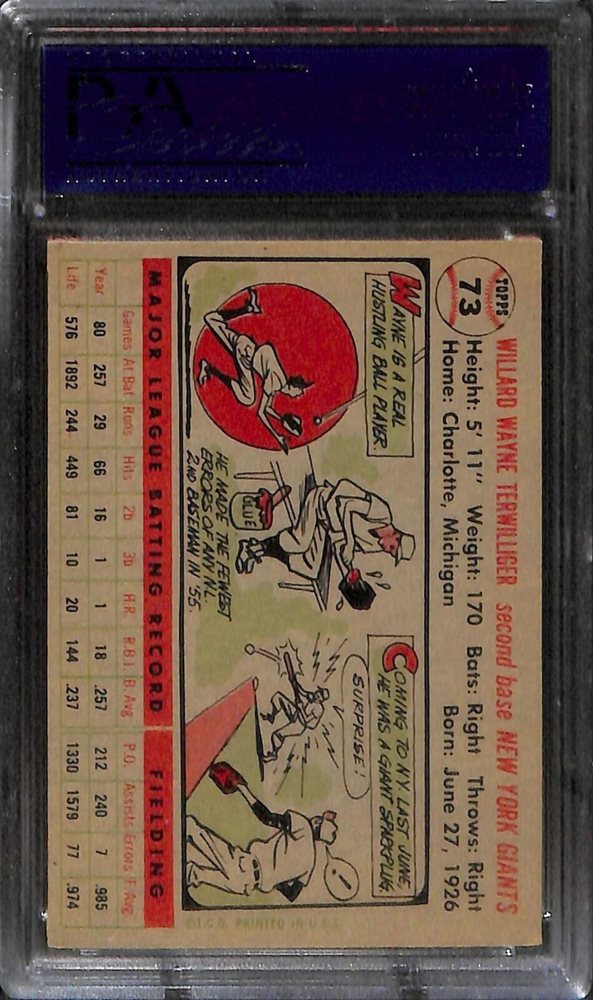 TOPPS
73
WILLARD WAYNE TERWILLIGER second base NEW YORK GIANTS
Height: 5' 11" Weight: 170 Bats: Right Throws: Right
Home: Charlotte, Michigan Born: June 27, 1926
WAYNE IS A REAL
HUSTLING BALL PLAYER.
GLUE
HE MADE THE FEWEST
ERRORS OF ANY N.L.
2ND BASEMAN IN '55.
COMING TO N.Y. LAST JUNE,
HE WAS A GIANT SPARKPLUG.
SURPRISE!
!
©T.C.G. PRINTED IN U.S.A.
MAJOR LEAGUE BATTING RECORD FIELDING
Games At Bat Runs Hits 2b 3b H.R. R.B.I. B. Avg P.O. Assists Errors F. Avg
Year 80 257 29 66 16 1 1 18 .257 212 240 7 .985
Life 576 1892 244 449 81 10 20 144 .237 1330 1579 77 .974